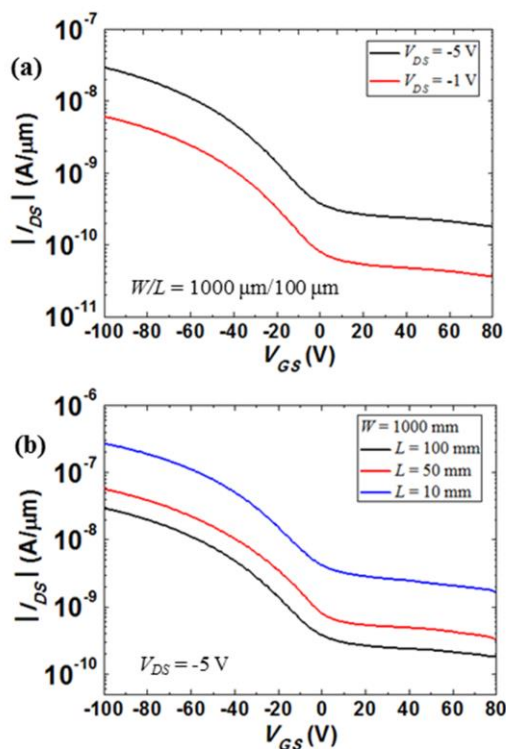 (a)
10^-7
10^-8
10^-9
10^-10
10^-11
|I_DS| (A/μm)
V_DS = -5 V
V_DS = -1 V
W/L = 1000 μm/100 μm
-100 -80 -60 -40 -20 0 20 40 60 80
V_GS (V)
(b)
10^-6
10^-7
10^-8
10^-9
10^-10
|I_DS| (A/μm)
W = 1000 mm
L = 100 mm
L = 50 mm
L = 10 mm
V_DS = -5 V
-100 -80 -60 -40 -20 0 20 40 60 80
V_GS (V)